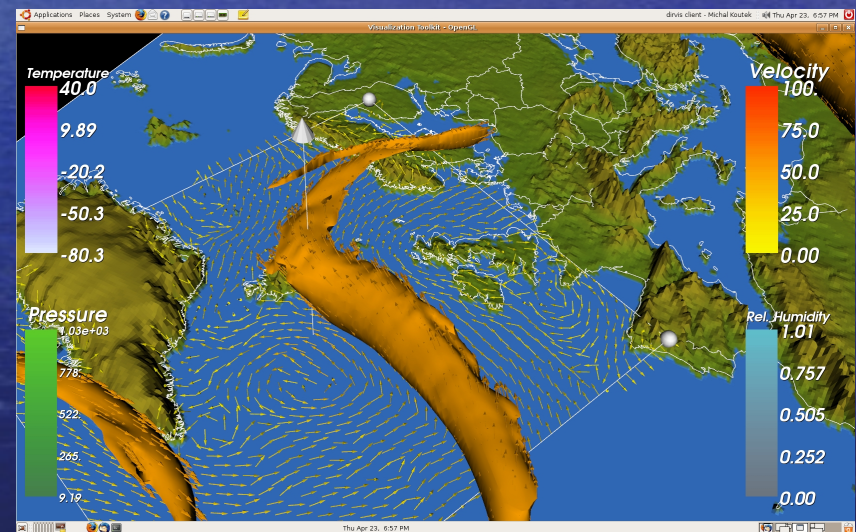 Applications Places System
dirvis client - Michal Koutek Thu Apr 23, 6:57 PM
Visualization Toolkit - OpenGL
Temperature
40.0
9.89
-20.2
-50.3
-80.3
Velocity
100.
75.0
50.0
25.0
0.00
Pressure
1.03e+03
778.
522.
265.
9.19
Rel. Humidity
1.01
0.757
0.505
0.252
0.00
Thu Apr 23, 6:57 PM